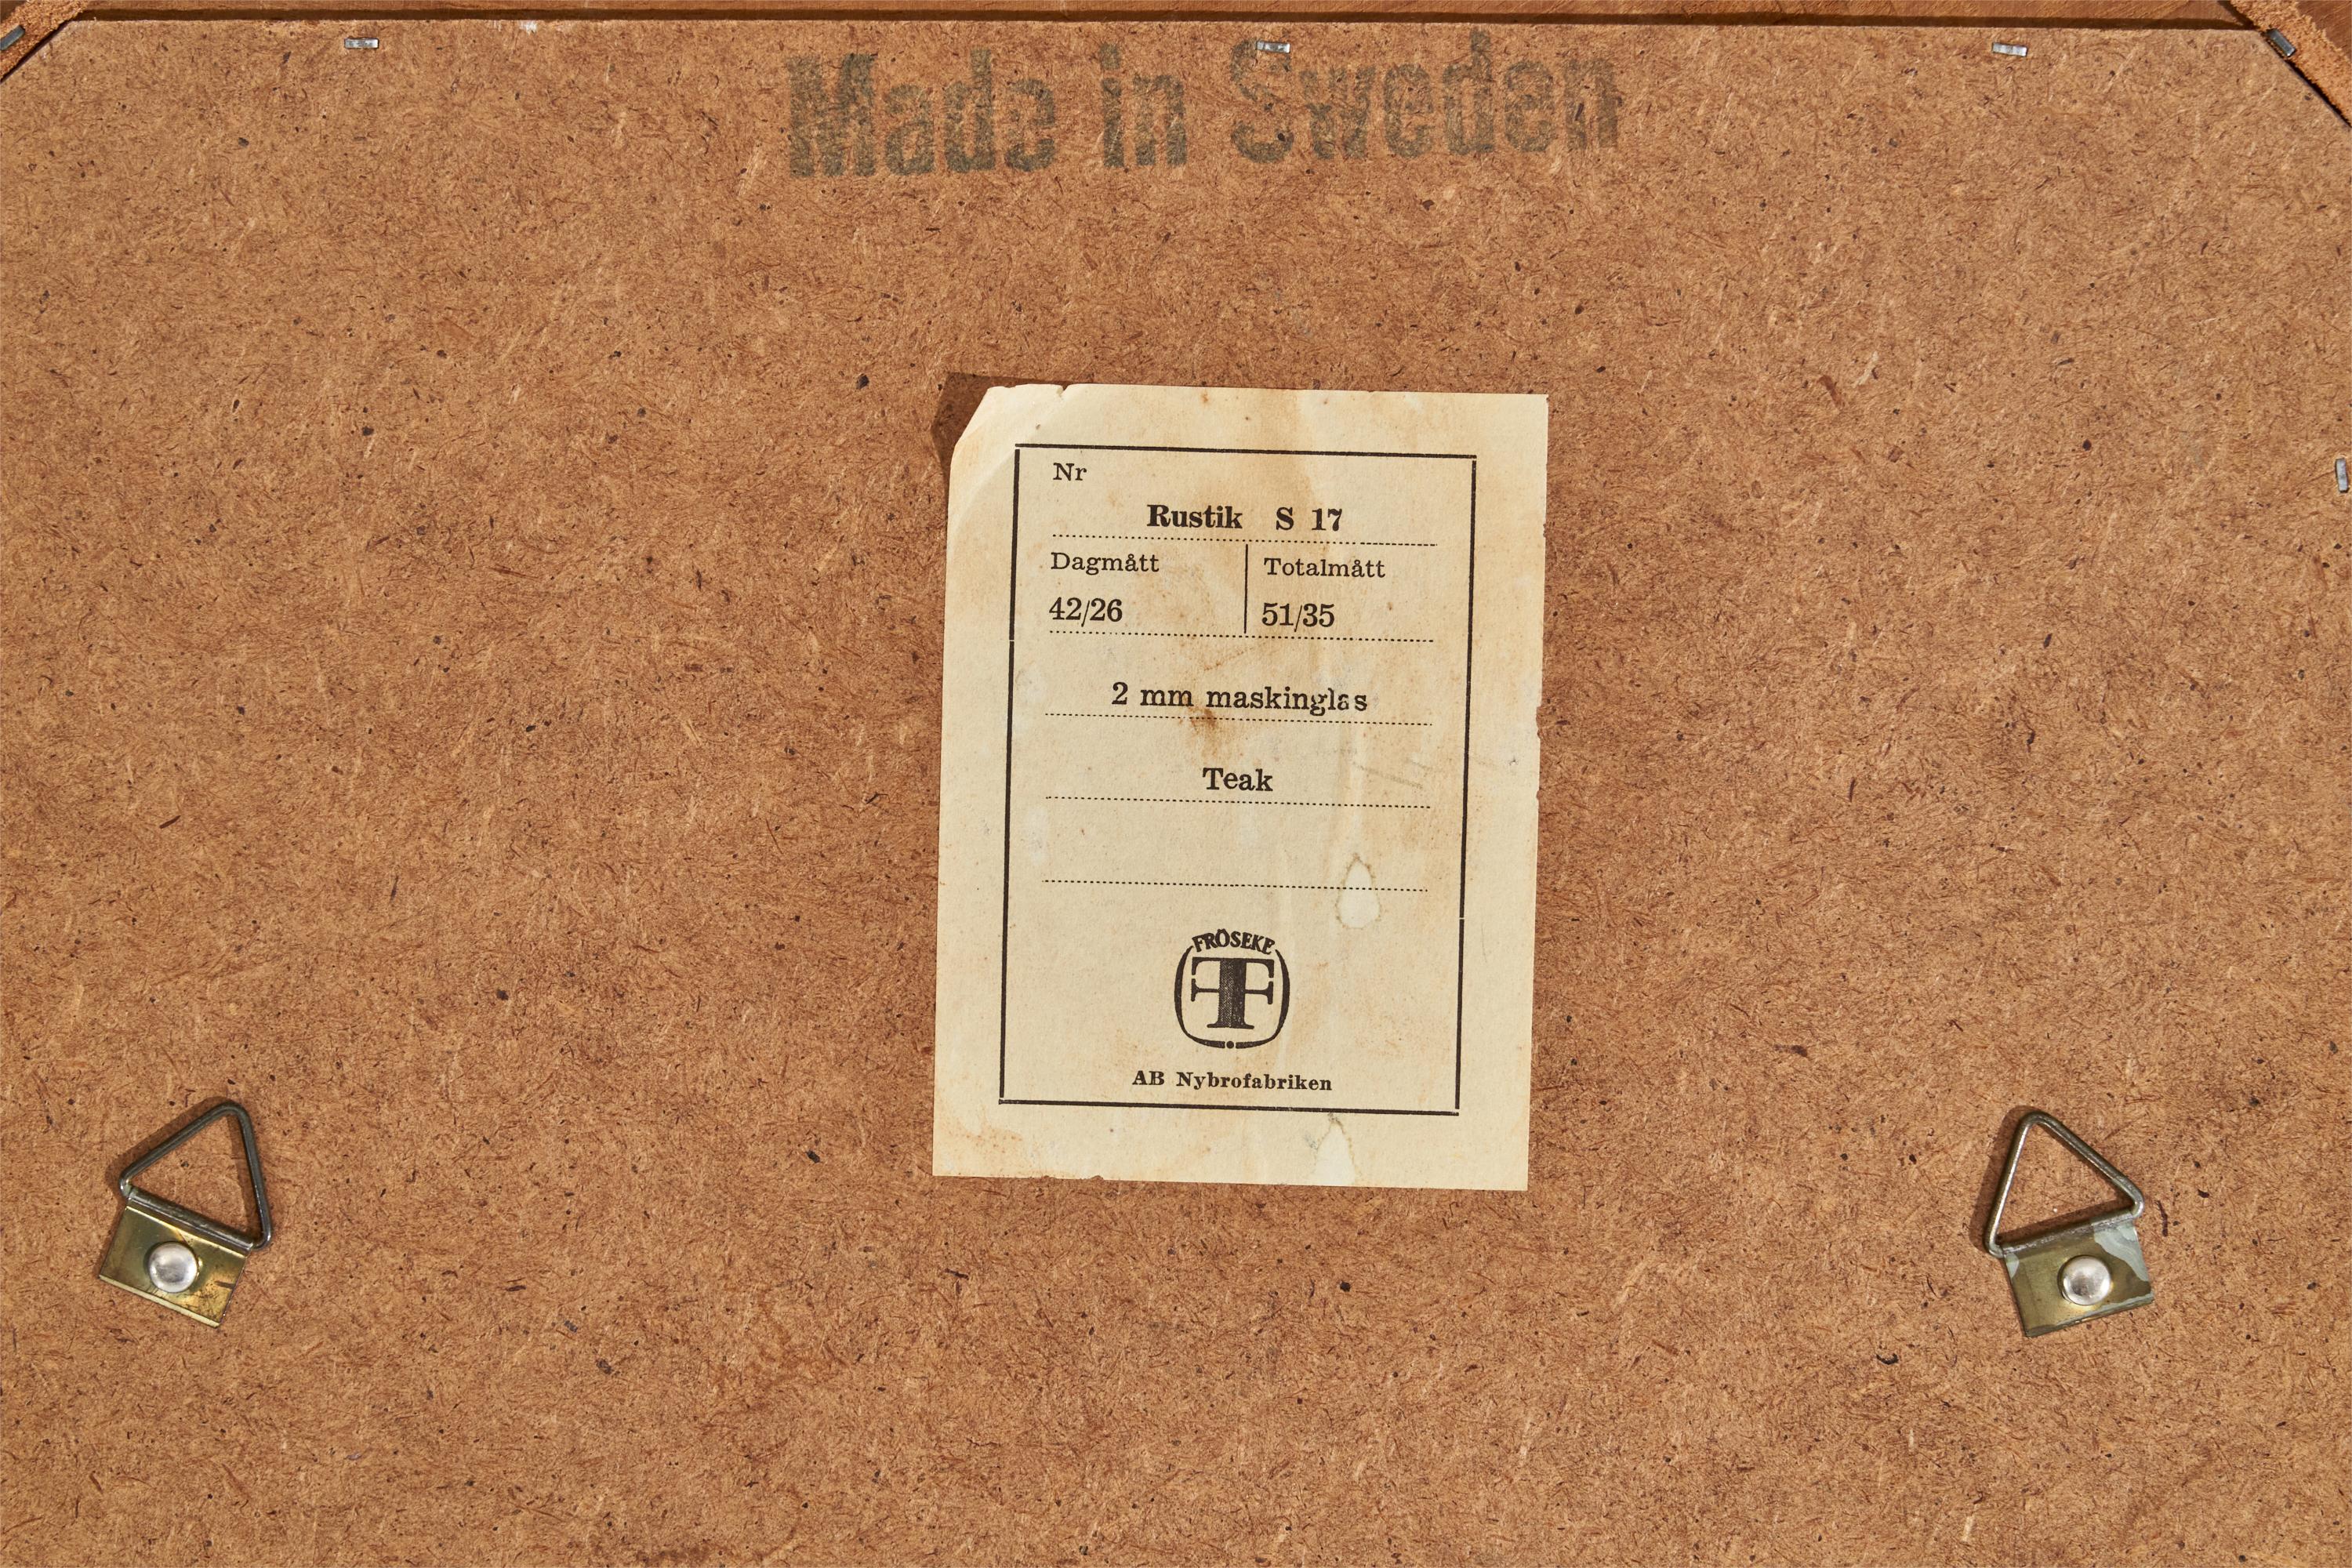 Made in Sweden
Nr
Rustik S 17
Dagmått Totalmått
42/26 51/35
2 mm maskinglas
Teak
FRÖSEKE
F
AB Nybrofabriken